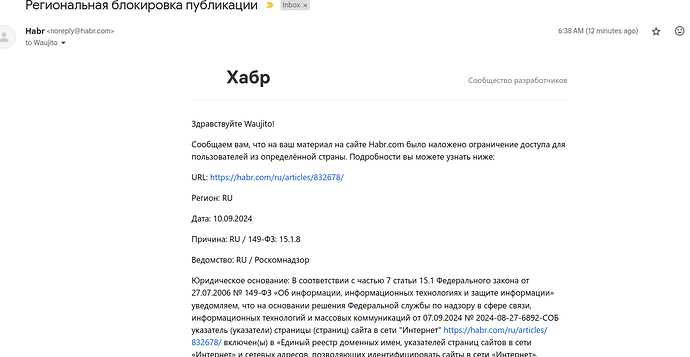 Региональная блокировка публикации
Inbox ×
Habr <noreply@habr.com>
6:38 AM (12 minutes ago)
to Waujito
Хабр
Сообщество разработчиков
Здравствуйте Waujito!
Сообщаем вам, что на ваш материал на сайте Habr.com было наложено ограничение доступа для
пользователей из определённой страны. Подробности вы можете узнать ниже:
URL: https://habr.com/ru/articles/832678/
Регион: RU
Дата: 10.09.2024
Причина: RU / 149-ФЗ: 15.1.8
Ведомство: RU / Роскомнадзор
Юридическое основание: В соответствии с частью 7 статьи 15.1 Федерального закона от
27.07.2006 № 149-ФЗ «Об информации, информационных технологиях и защите информации»
уведомляем, что на основании решения Федеральной службы по надзору в сфере связи,
информационных технологий и массовых коммуникаций от 07.09.2024 № 2024-08-27-6892-СОБ
указатель (указатели) страницы (страниц) сайта в сети "Интернет" https://habr.com/ru/articles/
832678/ включен(ы) в «Единый реестр доменных имен, указателей страниц сайтов в сети
«Интернет» и сетевых адресов, позволяющих идентифицировать сайты в сети «Интернет»,